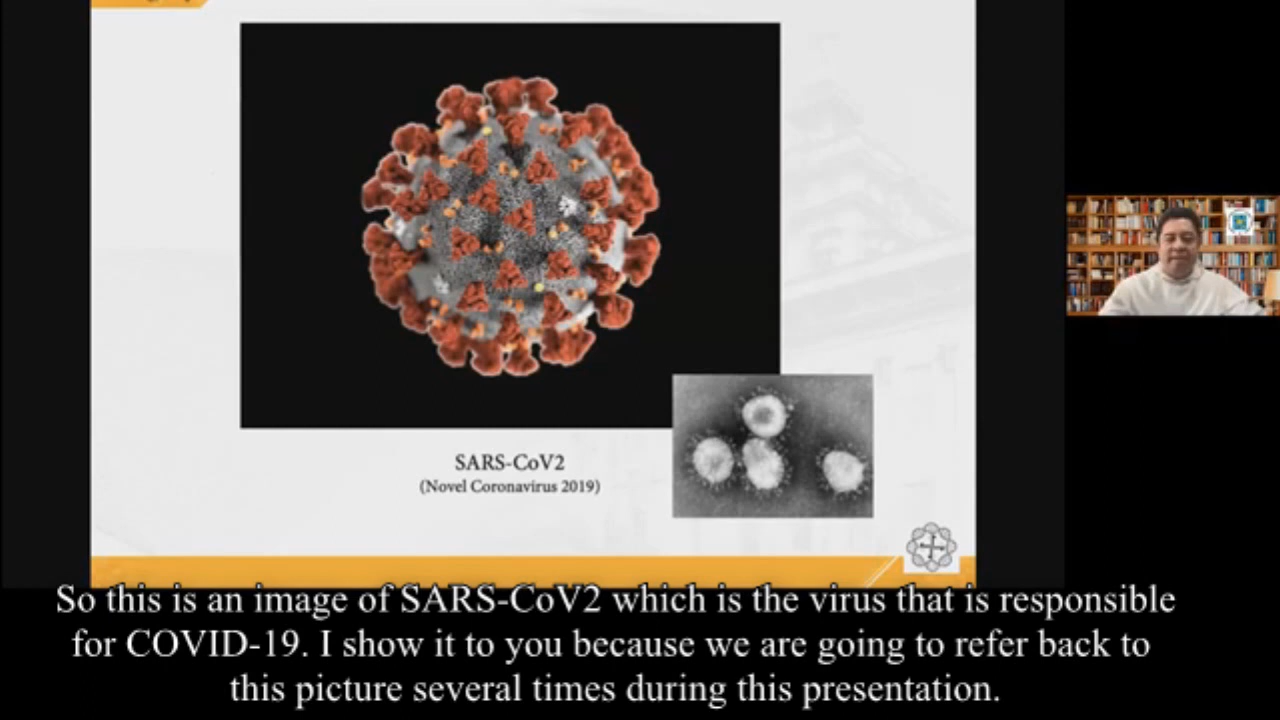 SARS-CoV2
(Novel Coronavirus 2019)
So this is an image of SARS-CoV2 which is the virus that is responsible
for COVID-19. I show it to you because we are going to refer back to
this picture several times during this presentation.